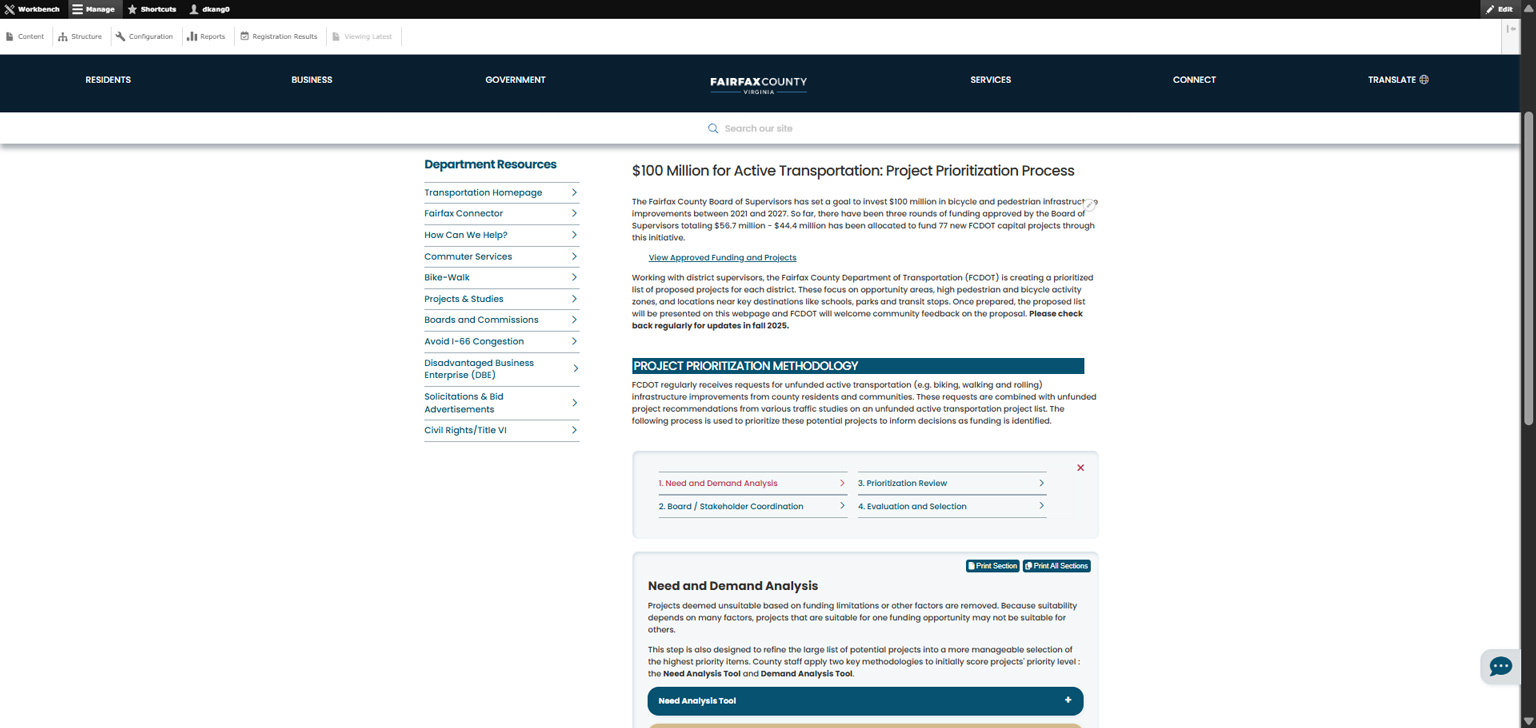 Workbench Manage Shortcuts dkang0 Edit
Content Structure Configuration Reports Registration Results Viewing Latest
RESIDENTS BUSINESS GOVERNMENT FAIRFAXCOUNTY VIRGINIA SERVICES CONNECT TRANSLATE
Search our site
Department Resources
Transportation Homepage
Fairfax Connector
How Can We Help?
Commuter Services
Bike-Walk
Projects & Studies
Boards and Commissions
Avoid I-66 Congestion
Disadvantaged Business
Enterprise (DBE)
Solicitations & Bid
Advertisements
Civil Rights/Title VI
$100 Million for Active Transportation: Project Prioritization Process
The Fairfax County Board of Supervisors has set a goal to invest $100 million in bicycle and pedestrian infrastructure
improvements between 2021 and 2027. So far, there have been three rounds of funding approved by the Board of
Supervisors totaling $56.7 million - $44.4 million has been allocated to fund 77 new FCDOT capital projects through
this initiative.
View Approved Funding and Projects
Working with district supervisors, the Fairfax County Department of Transportation (FCDOT) is creating a prioritized
list of proposed projects for each district. These focus on opportunity areas, high pedestrian and bicycle activity
zones, and locations near key destinations like schools, parks and transit stops. Once prepared, the proposed list
will be presented on this webpage and FCDOT will welcome community feedback on the proposal. Please check
back regularly for updates in fall 2025.
PROJECT PRIORITIZATION METHODOLOGY
FCDOT regularly receives requests for unfunded active transportation (e.g. biking, walking and rolling)
infrastructure improvements from county residents and communities. These requests are combined with unfunded
project recommendations from various traffic studies on an unfunded active transportation project list. The
following process is used to prioritize these potential projects to inform decisions as funding is identified.
1. Need and Demand Analysis
2. Board / Stakeholder Coordination
3. Prioritization Review
4. Evaluation and Selection
Print Section Print All Sections
Need and Demand Analysis
Projects deemed unsuitable based on funding limitations or other factors are removed. Because suitability
depends on many factors, projects that are suitable for one funding opportunity may not be suitable for
others.
This step is also designed to refine the large list of potential projects into a more manageable selection of
the highest priority items. County staff apply two key methodologies to initially score projects' priority level :
the Need Analysis Tool and Demand Analysis Tool.
Need Analysis Tool +